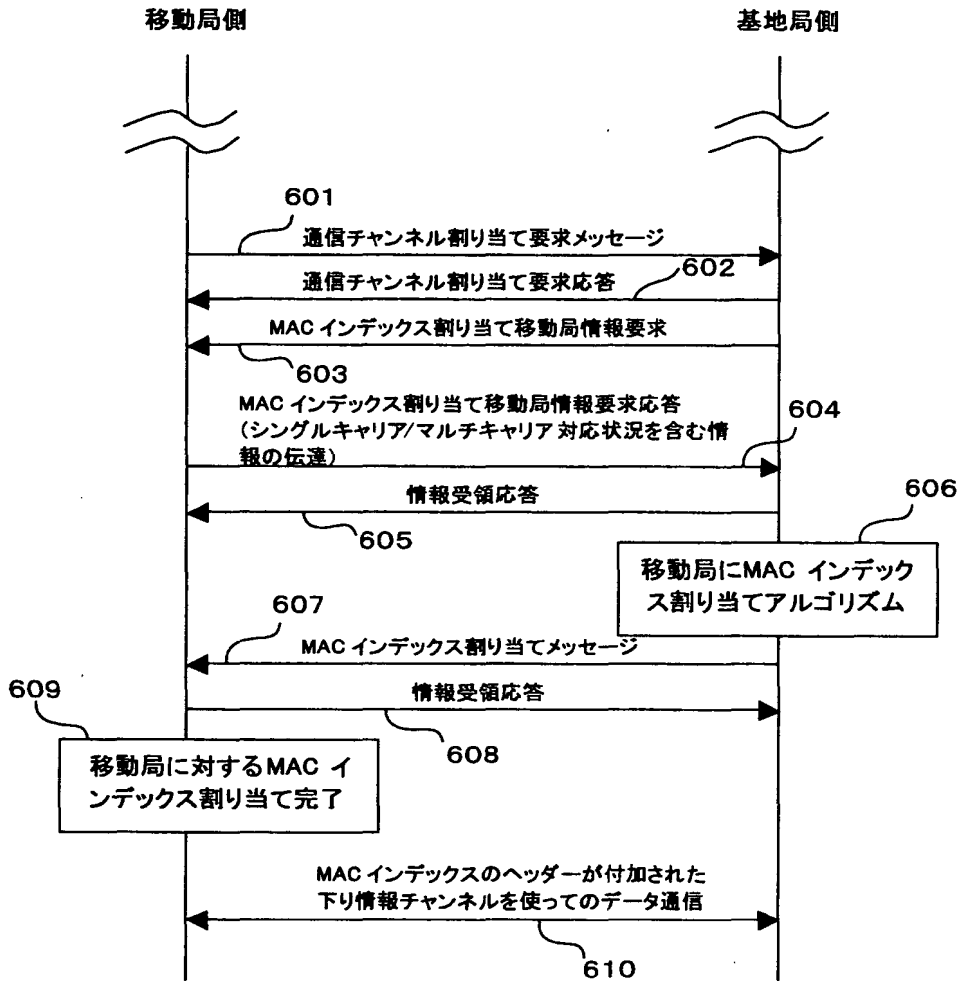 移動局側
基地局側
601
通信チャンネル割り当て要求メッセージ
602
通信チャンネル割り当て要求応答
MAC インデックス割り当て移動局情報要求
603
MAC インデックス割り当て移動局情報要求応答
(シングルキャリア/マルチキャリア対応状況を含む情
報の伝達)
604
情報受領応答
605
606
移動局にMAC インデック
ス割り当てアルゴリズム
607
MAC インデックス割り当てメッセージ
情報受領応答
608
609
移動局に対するMAC イ
ンデックス割り当て完了
MAC インデックスのヘッダーが付加された
下り情報チャンネルを使ってのデータ通信
610